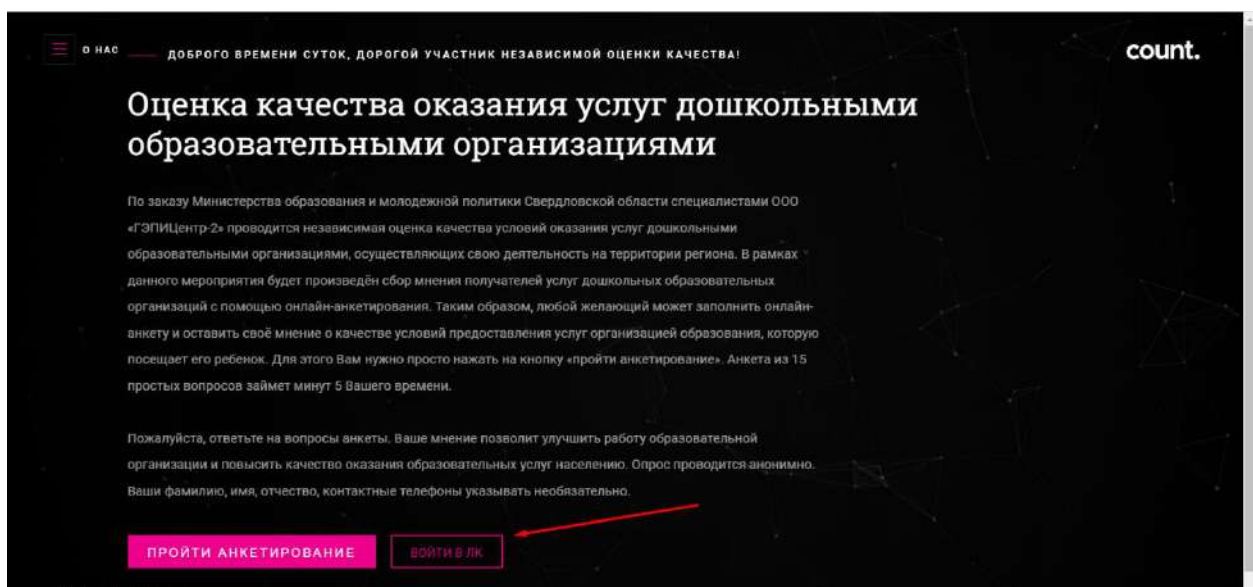 О НАС
ДОБРОГО ВРЕМЕНИ СУТОК, ДОРОГОЙ УЧАСТНИК НЕЗАВИСИМОЙ ОЦЕНКИ КАЧЕСТВА!
count.
Оценка качества оказания услуг дошкольными
образовательными организациями
По заказу Министерства образования и молодежной политики Свердловской области специалистами ООО
«ГЭПИЦентр-2» проводится независимая оценка качества условий оказания услуг дошкольными
образовательными организациями, осуществляющих свою деятельность на территории региона. В рамках
данного мероприятия будет произведён сбор мнения получателей услуг дошкольных образовательных
организаций с помощью онлайн-анкетирования. Таким образом, любой желающий может заполнить онлайн-
анкету и оставить своё мнение о качестве условий предоставления услуг организацией образования, которую
посещает его ребенок. Для этого Вам нужно просто нажать на кнопку «пройти анкетирование». Анкета из 15
простых вопросов займет минут 5 Вашего времени.
Пожалуйста, ответьте на вопросы анкеты. Ваше мнение позволит улучшить работу образовательной
организации и повысить качество оказания образовательных услуг населению. Опрос проводится анонимно.
Ваши фамилию, имя, отчество, контактные телефоны указывать необязательно.
ПРОЙТИ АНКЕТИРОВАНИЕ
ВОЙТИ В ЛК